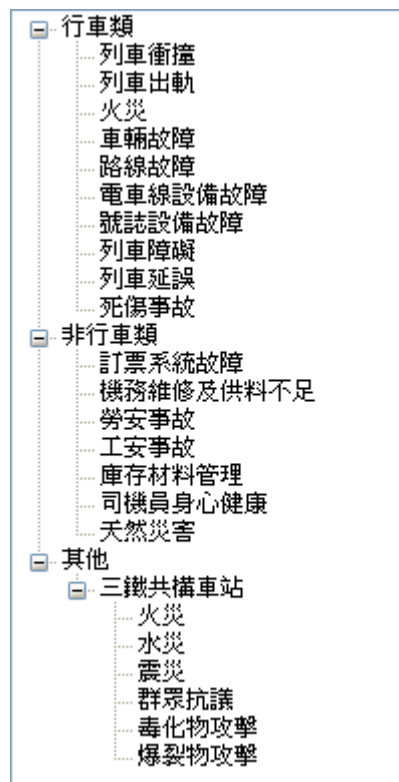 行車類
列車衝撞
列車出軌
火災
車輛故障
路線故障
電車線設備故障
號誌設備故障
列車障礙
列車延誤
死傷事故
非行車類
訂票系統故障
機務維修及供料不足
勞安事故
工安事故
庫存材料管理
司機員身心健康
天然災害
其他
三鐵共構車站
火災
水災
震災
群眾抗議
毒化物攻擊
爆裂物攻擊